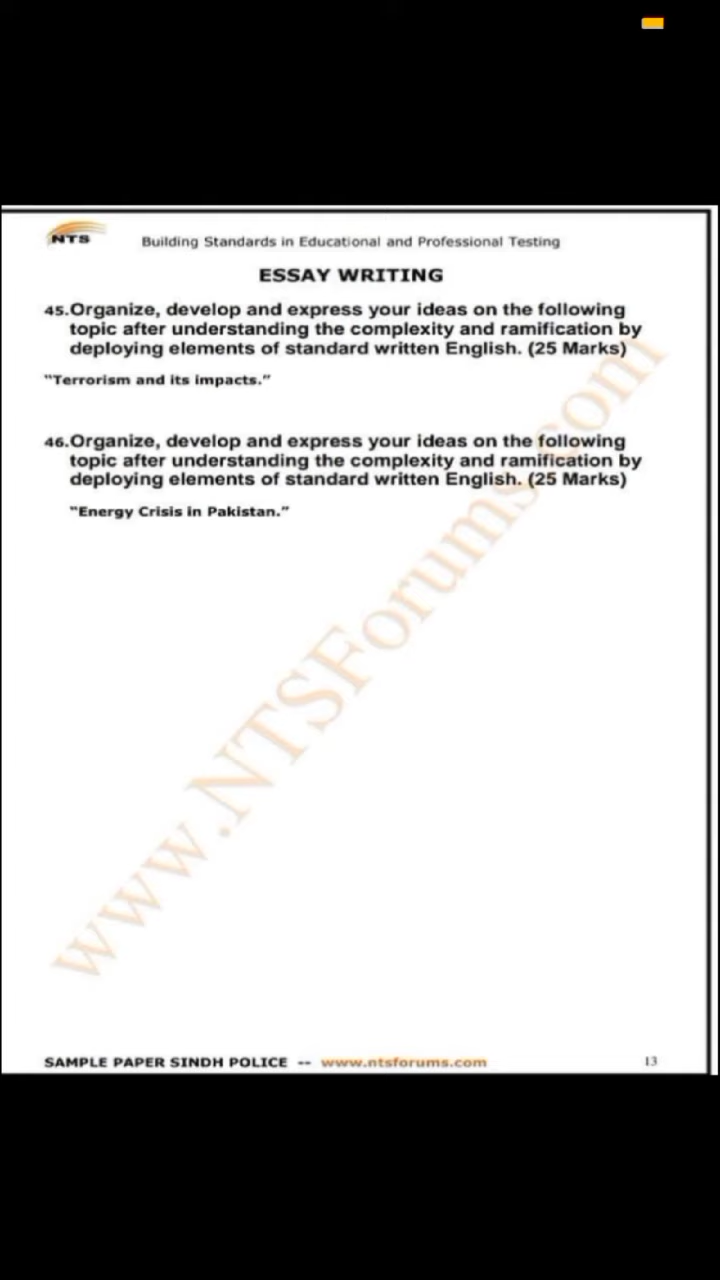 NTS
Building Standards in Educational and Professional Testing
ESSAY WRITING
45.Organize, develop and express your ideas on the following
topic after understanding the complexity and ramification by
deploying elements of standard written English. (25 Marks)
"Terrorism and its impacts."
46.Organize, develop and express your ideas on the following
topic after understanding the complexity and ramification by
deploying elements of standard written English. (25 Marks)
"Energy Crisis in Pakistan."
www.NTSForums.com
SAMPLE PAPER SINDH POLICE -- www.ntsforums.com 13